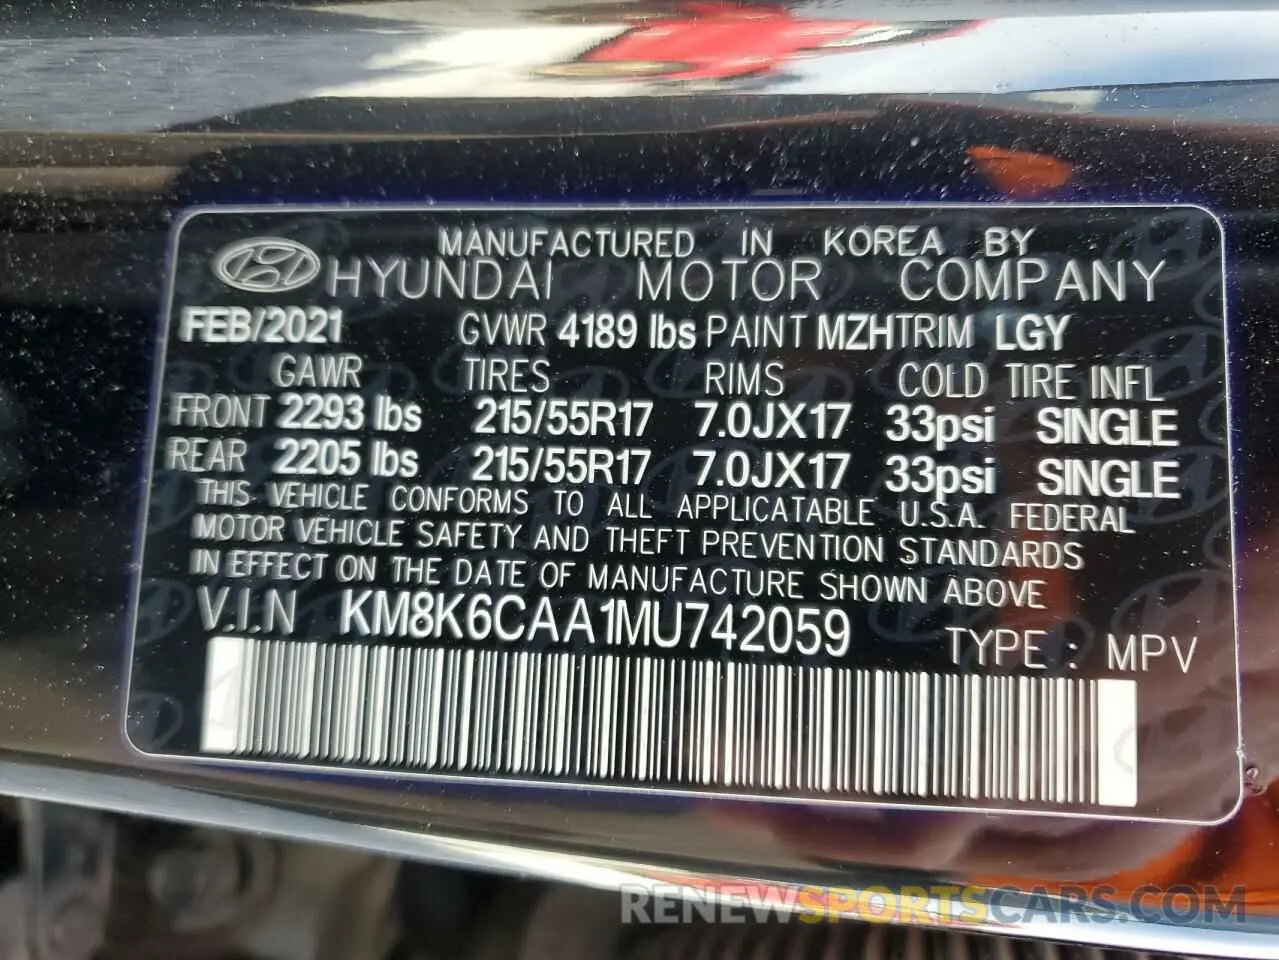 MANUFACTURED IN KOREA BY
HYUNDAI MOTOR COMPANY
FEB/2021 GVWR 4189 lbs PAINT MZH TRIM LGY
GAWR TIRES RIMS COLD TIRE INFL
FRONT 2293 lbs 215/55R17 7.0JX17 33psi SINGLE
REAR 2205 lbs 215/55R17 7.0JX17 33psi SINGLE
THIS VEHICLE CONFORMS TO ALL APPLICATABLE U.S.A. FEDERAL
MOTOR VEHICLE SAFETY AND THEFT PREVENTION STANDARDS
IN EFFECT ON THE DATE OF MANUFACTURE SHOWN ABOVE
V.I.N KM8K6CAA1MU742059
TYPE : MPV
RENEWSPORTSCARS.COM